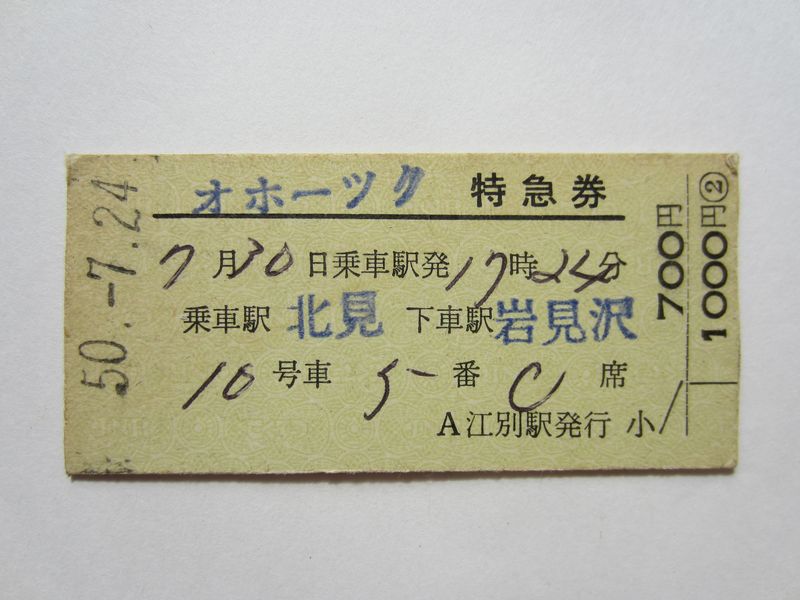 50.-7.24
オホーツク 特急券
7月30日乗車駅発17時24分
乗車駅 北見 下車駅 岩見沢
10号車 5番 C席
A江別駅発行 小
700円
1000円②